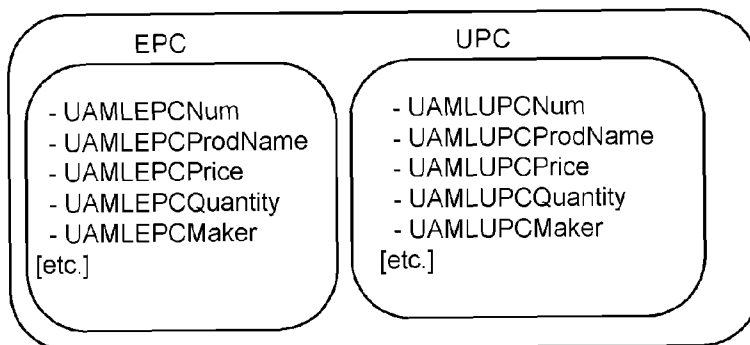 EPC
- UAMLEPCNum
- UAMLEPCProdName
- UAMLEPCPrice
- UAMLEPCQuantity
- UAMLEPCMaker
[etc.]
UPC
- UAMLUPCNum
- UAMLUPCProdName
- UAMLUPCPrice
- UAMLUPCQuantity
- UAMLUPCMaker
[etc.]